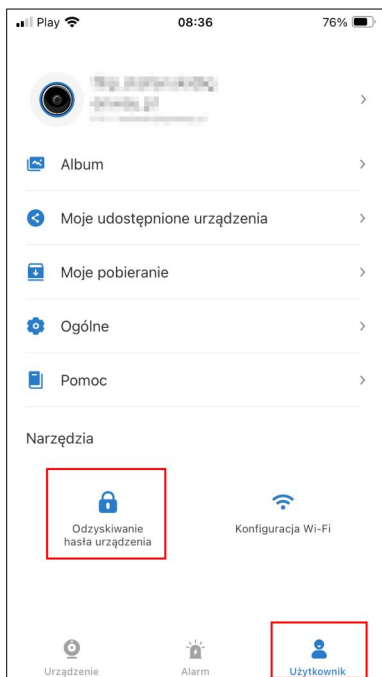 Play
08:36
76%
Album
Moje udostępnione urządzenia
Moje pobieranie
Ogólne
Pomoc
Narzędzia
Odzyskiwanie
hasła urządzenia
Konfiguracja Wi-Fi
Urządzenie
Alarm
Użytkownik